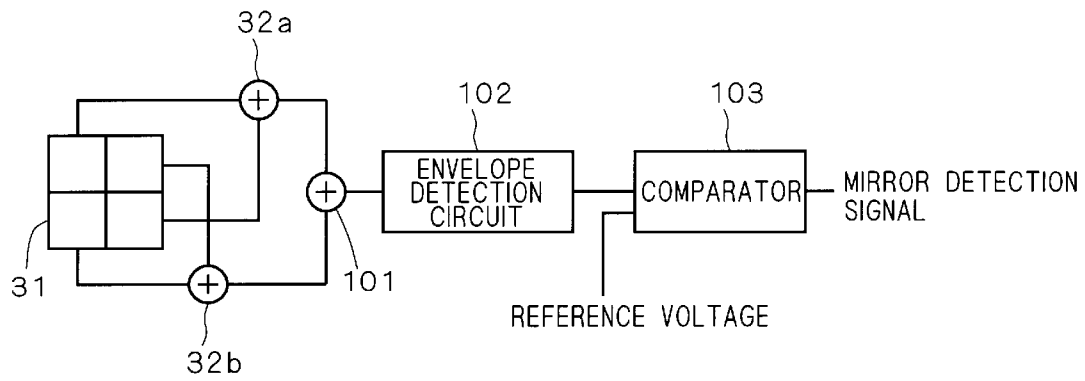 32a
102
103
+
+
+
ENVELOPE
DETECTION
CIRCUIT
COMPARATOR
MIRROR DETECTION
SIGNAL
31
101
+
32b
REFERENCE VOLTAGE